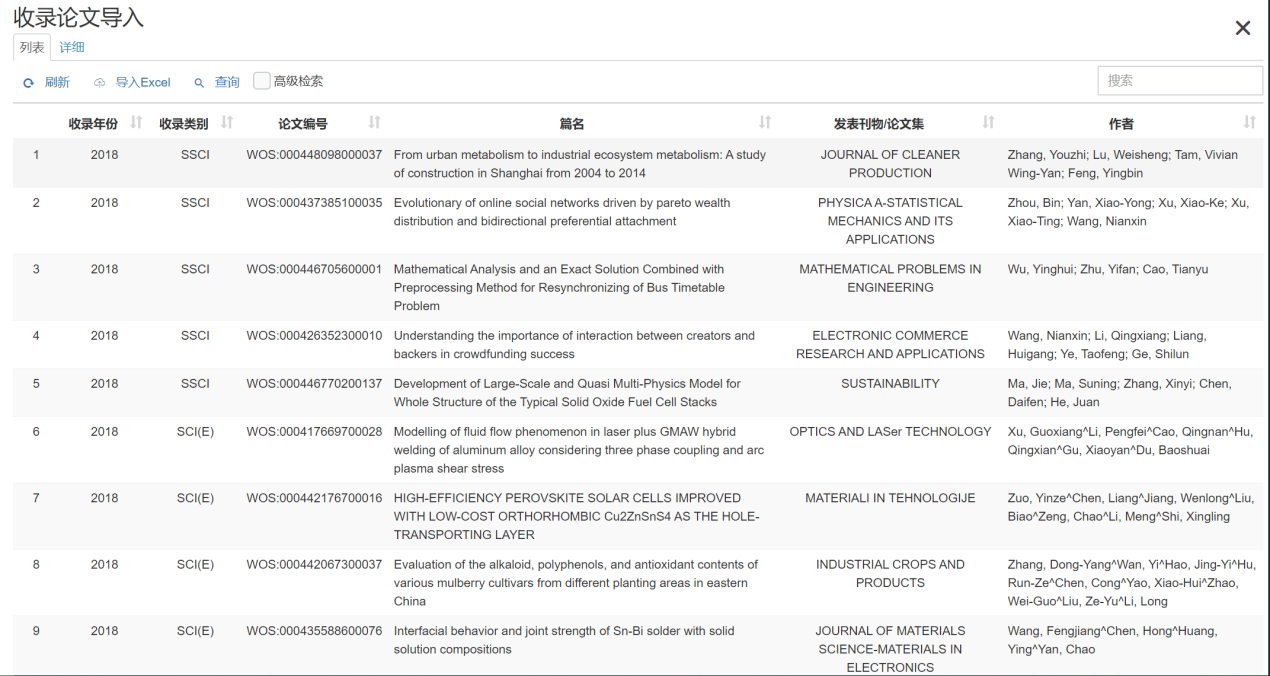 收录论文导入
列表 详细
刷新 导入Excel 查询 高级检索 搜索
收录年份 收录类别 论文编号 篇名 发表刊物/论文集 作者
1 2018 SSCI WOS:000448098000037 From urban metabolism to industrial ecosystem metabolism: A study JOURNAL OF CLEANER Zhang, Youzhi; Lu, Weisheng; Tam, Vivian
of construction in Shanghai from 2004 to 2014 PRODUCTION Wing-Yan; Feng, Yingbin
2 2018 SSCI WOS:000437385100035 Evolutionary of online social networks driven by pareto wealth PHYSICA A-STATISTICAL Zhou, Bin; Yan, Xiao-Yong; Xu, Xiao-Ke; Xu,
distribution and bidirectional preferential attachment MECHANICS AND ITS Xiao-Ting; Wang, Nianxin
APPLICATIONS
3 2018 SSCI WOS:000446705600001 Mathematical Analysis and an Exact Solution Combined with MATHEMATICAL PROBLEMS IN Wu, Yinghui; Zhu, Yifan; Cao, Tianyu
Preprocessing Method for Resynchronizing of Bus Timetable ENGINEERING
Problem
4 2018 SSCI WOS:000426352300010 Understanding the importance of interaction between creators and ELECTRONIC COMMERCE Wang, Nianxin; Li, Qingxiang; Liang,
backers in crowdfunding success RESEARCH AND APPLICATIONS Huigang; Ye, Taofeng; Ge, Shilun
5 2018 SSCI WOS:000446770200137 Development of Large-Scale and Quasi Multi-Physics Model for SUSTAINABILITY Ma, Jie; Ma, Suning; Zhang, Xinyi; Chen,
Whole Structure of the Typical Solid Oxide Fuel Cell Stacks Daifen; He, Juan
6 2018 SCI(E) WOS:000417669700028 Modelling of fluid flow phenomenon in laser plus GMAW hybrid OPTICS AND LASer TECHNOLOGY Xu, Guoxiang^Li, Pengfei^Cao, Qingnan^Hu,
welding of aluminum alloy considering three phase coupling and arc Qingxian^Gu, Xiaoyan^Du, Baoshuai
plasma shear stress
7 2018 SCI(E) WOS:000442176700016 HIGH-EFFICIENCY PEROVSKITE SOLAR CELLS IMPROVED MATERIALI IN TEHNOLOGIJE Zuo, Yinze^Chen, Liang^Jiang, Wenlong^Liu,
WITH LOW-COST ORTHORHOMBIC Cu2ZnSnS4 AS THE HOLE- Biao^Zeng, Chao^Li, Meng^Shi, Xingling
TRANSPORTING LAYER
8 2018 SCI(E) WOS:000442067300037 Evaluation of the alkaloid, polyphenols, and antioxidant contents of INDUSTRIAL CROPS AND Zhang, Dong-Yang^Wan, Yi^Hao, Jing-Yi^Hu,
various mulberry cultivars from different planting areas in eastern PRODUCTS Run-Ze^Chen, Cong^Yao, Xiao-Hui^Zhao,
China Wei-Guo^Liu, Ze-Yu^Li, Long
9 2018 SCI(E) WOS:000435588600076 Interfacial behavior and joint strength of Sn-Bi solder with solid JOURNAL OF MATERIALS Wang, Fengjiang^Chen, Hong^Huang,
solution compositions SCIENCE-MATERIALS IN Ying^Yan, Chao
ELECTRONICS